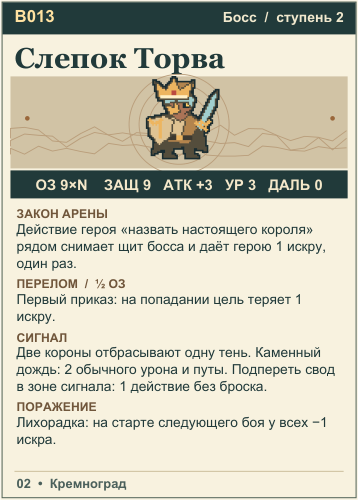 B013
Босс / ступень 2
Слепок Торва
ОЗ 9×N ЗАЩ 9 АТК +3 УР 3 ДАЛЬ 0
ЗАКОН АРЕНЫ
Действие героя «назвать настоящего короля»
рядом снимает щит босса и даёт герою 1 искру,
один раз.
ПЕРЕЛОМ / ½ ОЗ
Первый приказ: на попадании цель теряет 1
искру.
СИГНАЛ
Две короны отбрасывают одну тень. Каменный
дождь: 2 обычного урона и путы. Подпереть свод
в зоне сигнала: 1 действие без броска.
ПОРАЖЕНИЕ
Лихорадка: на старте следующего боя у всех −1
искра.
02 • Кремноград